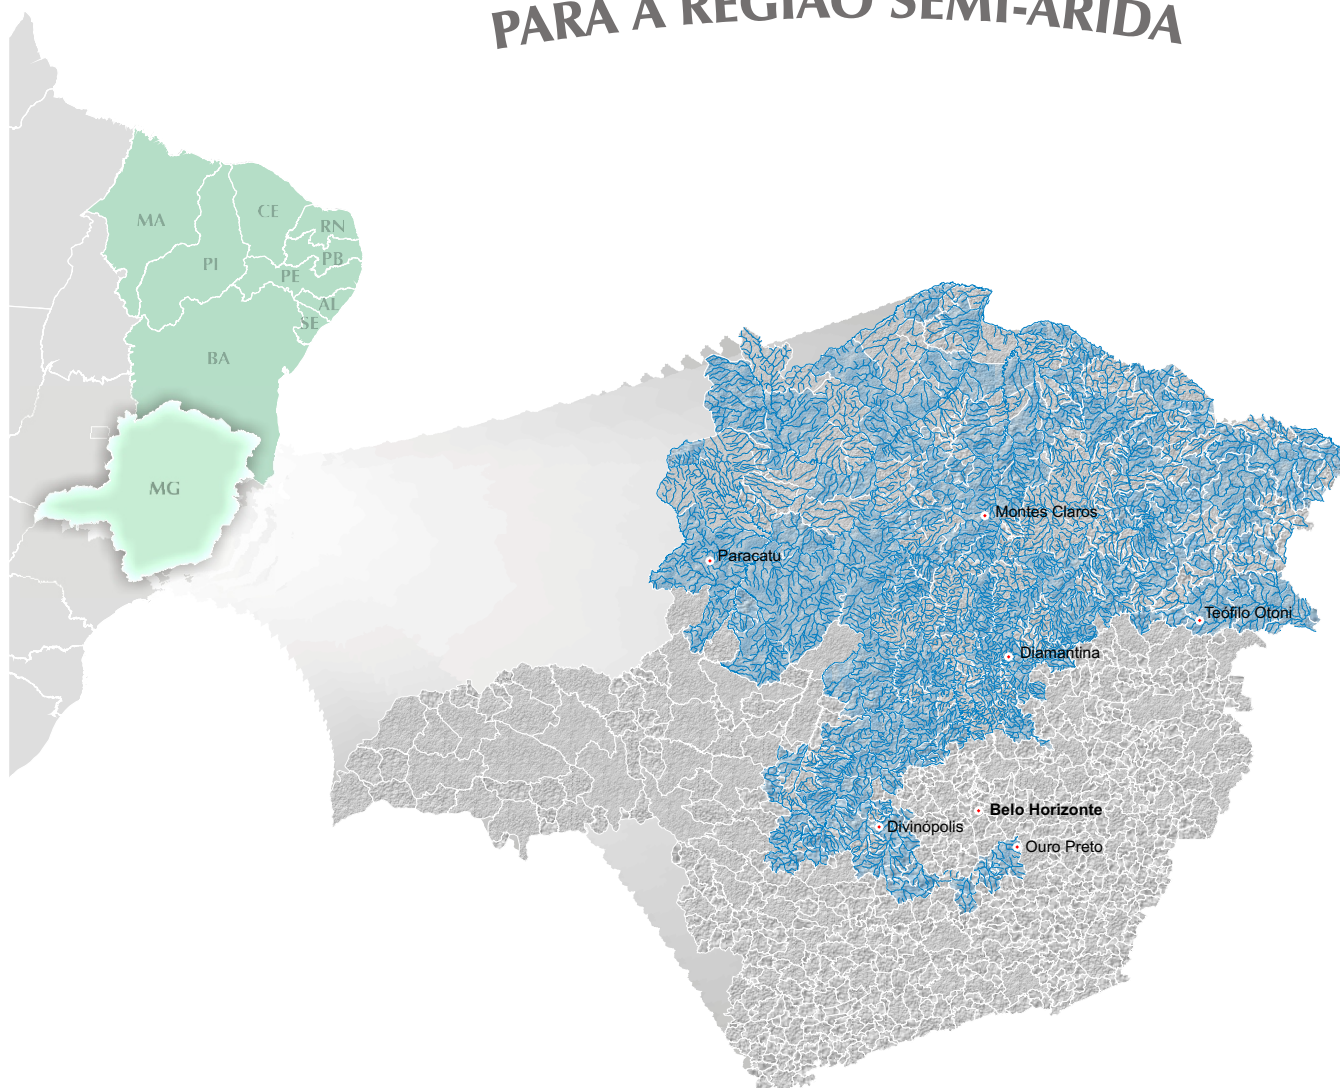 PARA A REGIÃO SEMI-ÁRIDA
MA
CE
RN
PI
PB
PE
AL
SE
BA
MG
Montes Claros
Paracatu
Teófilo Otoni
Diamantina
Belo Horizonte
Divinópolis
Ouro Preto